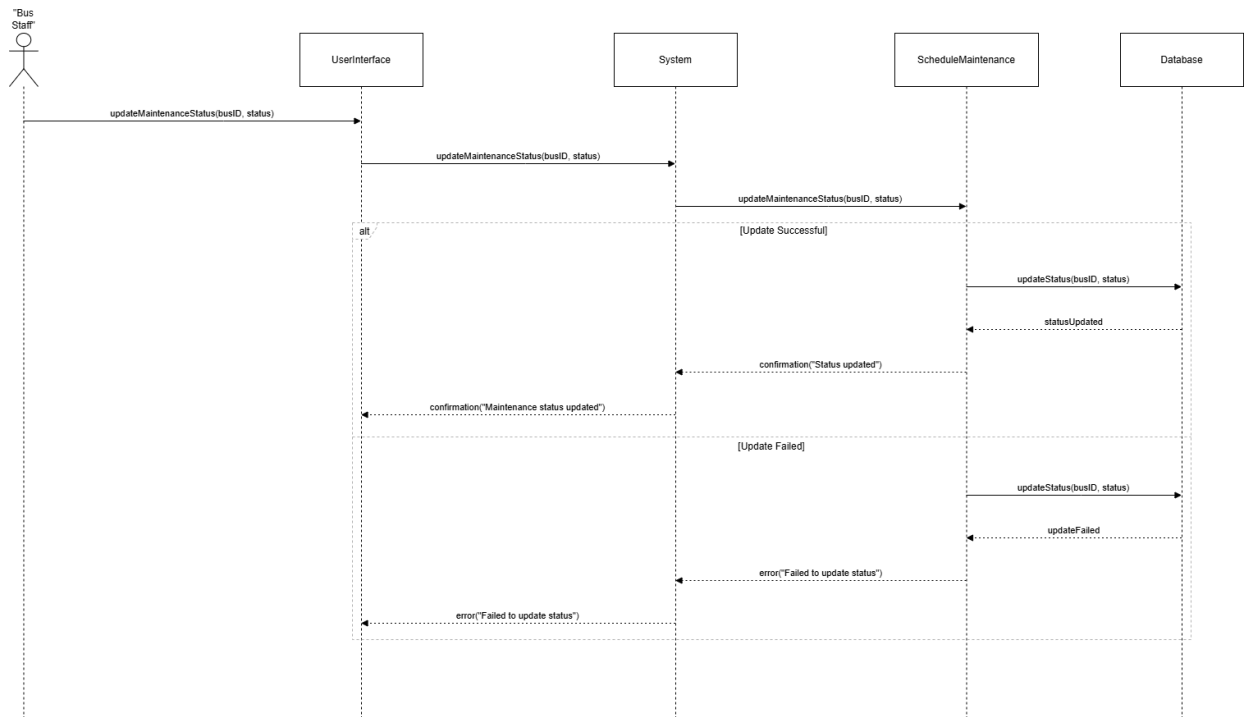 "Bus
Staff"
UserInterface
System
ScheduleMaintenance
Database
updateMaintenanceStatus(busID, status)
updateMaintenanceStatus(busID, status)
updateMaintenanceStatus(busID, status)
alt
[Update Successful]
updateStatus(busID, status)
statusUpdated
confirmation("Status updated")
confirmation("Maintenance status updated")
[Update Failed]
updateStatus(busID, status)
updateFailed
error("Failed to update status")
error("Failed to update status")